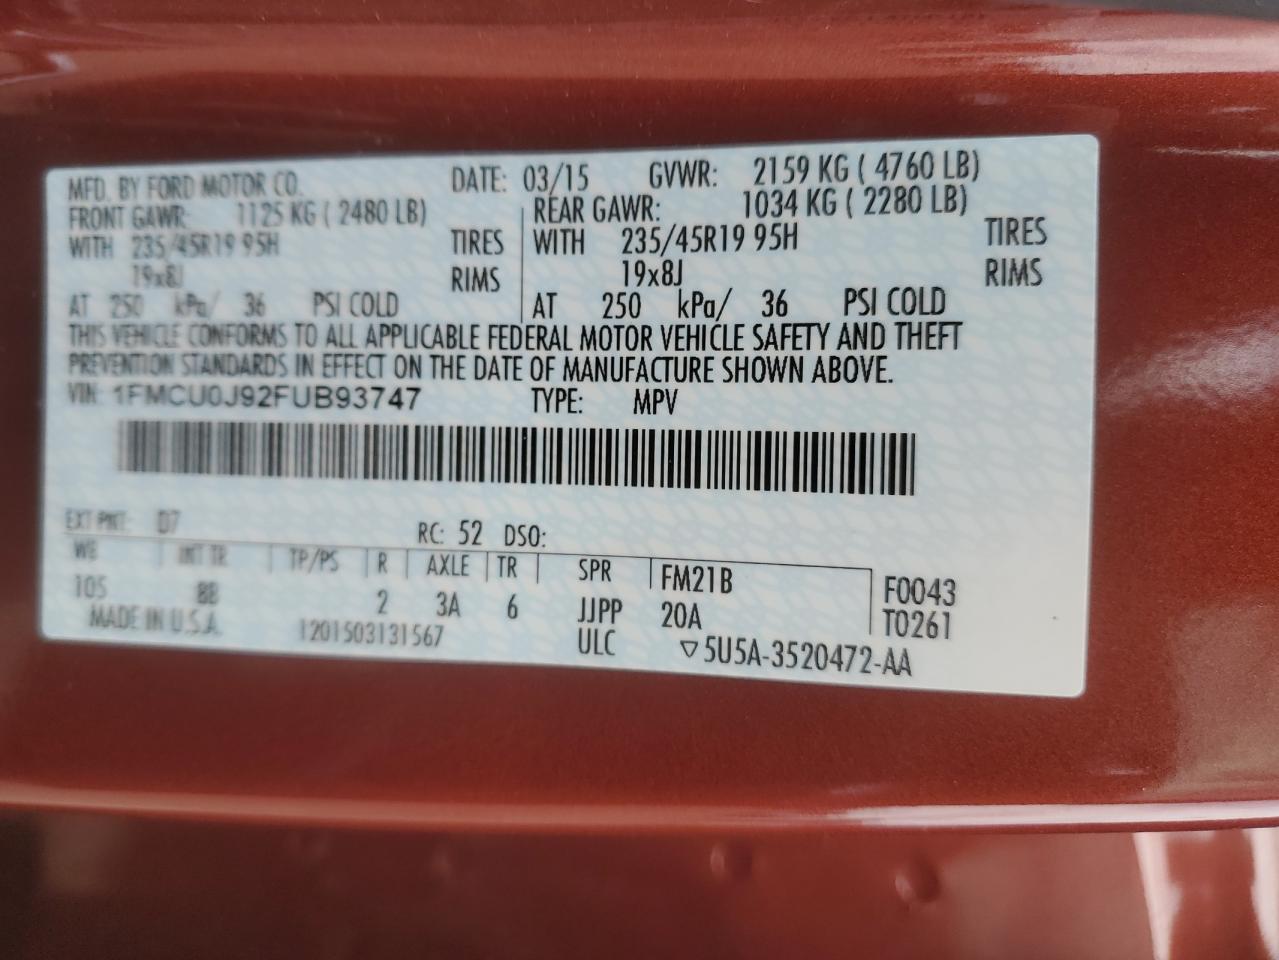 MFD. BY FORD MOTOR CO. DATE: 03/15 GVWR: 2159 KG ( 4760 LB)
FRONT GAWR: 1125 KG ( 2480 LB) REAR GAWR: 1034 KG ( 2280 LB)
WITH 235/45R19 95H TIRES WITH 235/45R19 95H TIRES
19x8J RIMS 19x8J RIMS
AT 250 kPa/ 36 PSI COLD AT 250 kPa/ 36 PSI COLD
THIS VEHICLE CONFORMS TO ALL APPLICABLE FEDERAL MOTOR VEHICLE SAFETY AND THEFT
PREVENTION STANDARDS IN EFFECT ON THE DATE OF MANUFACTURE SHOWN ABOVE.
VIN: 1FMCU0J92FUB93747 TYPE: MPV
EXT PNT: D7 RC: 52 DSO:
WB INT TR TP/PS R AXLE TR SPR FM21B F0043
105 8B 2 3A 6 JJPP 20A T0261
MADE IN U.S.A. 1201503131567 ULC ▽5U5A-3520472-AA